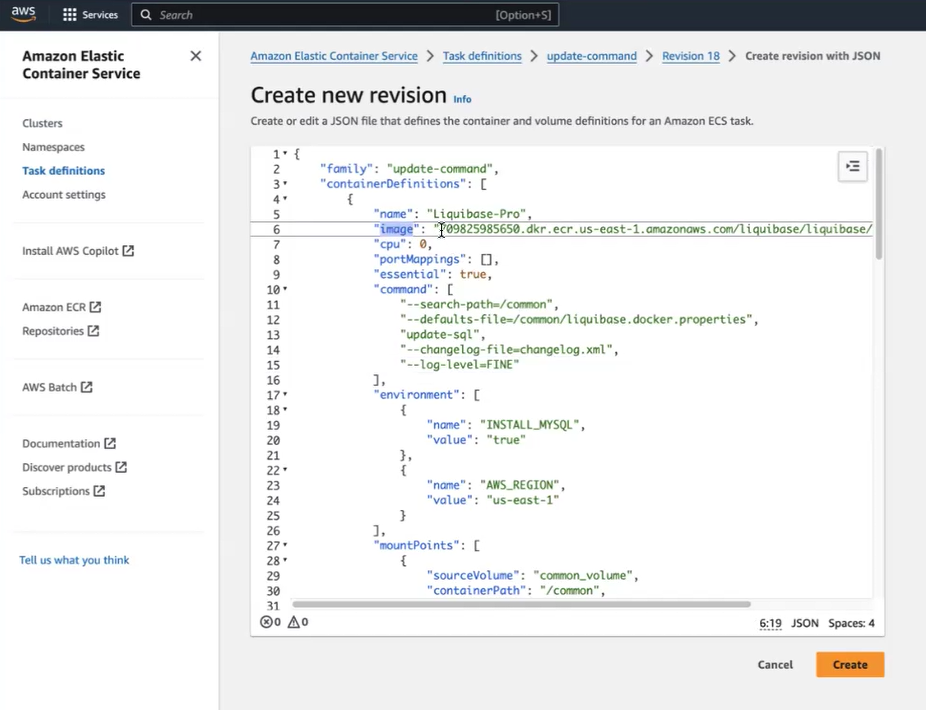 aws
Services
Search
[Option+S]
Amazon Elastic
Container Service
Clusters
Namespaces
Task definitions
Account settings
Install AWS Copilot
Amazon ECR
Repositories
AWS Batch
Documentation
Discover products
Subscriptions
Tell us what you think
Amazon Elastic Container Service > Task definitions > update-command > Revision 18 > Create revision with JSON
Create new revision Info
Create or edit a JSON file that defines the container and volume definitions for an Amazon ECS task.
1 {
2 "family": "update-command",
3 "containerDefinitions": [
4 {
5 "name": "Liquibase-Pro",
6 "image": "709825985650.dkr.ecr.us-east-1.amazonaws.com/liquibase/liquibase/
7 "cpu": 0,
8 "portMappings": [],
9 "essential": true,
10 "command": [
11 "--search-path=/common",
12 "--defaults-file=/common/liquibase.docker.properties",
13 "update-sql",
14 "--changelog-file=changelog.xml",
15 "--log-level=FINE"
16 ],
17 "environment": [
18 {
19 "name": "INSTALL_MYSQL",
20 "value": "true"
21 },
22 {
23 "name": "AWS_REGION",
24 "value": "us-east-1"
25 }
26 ],
27 "mountPoints": [
28 {
29 "sourceVolume": "common_volume",
30 "containerPath": "/common",
31
0 0
6:19 JSON Spaces: 4
Cancel
Create